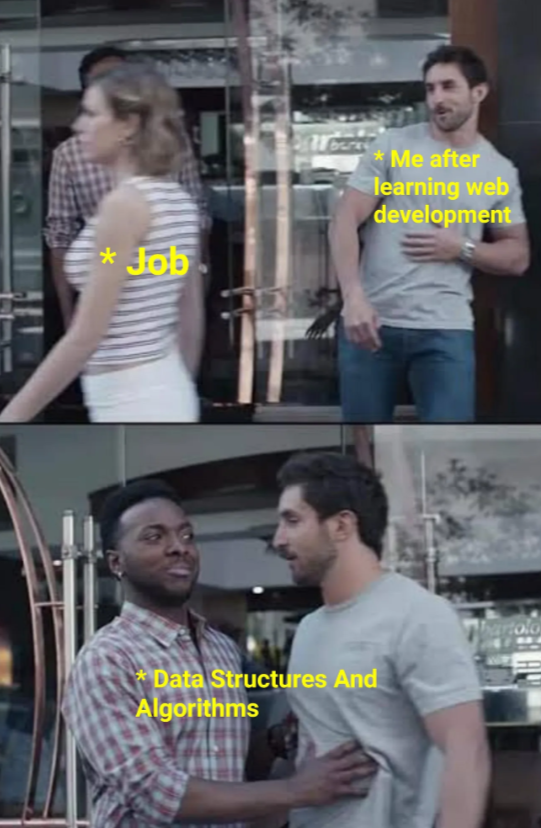 * Me after
learning web
development
* Job
* Data Structures And
Algorithms